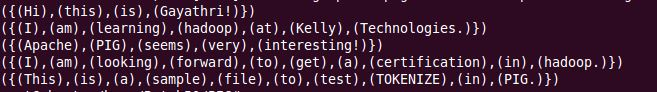 ({(Hi),(this),(is),(Gayathri!)})
({(I),(am),(learning),(hadoop),(at),(Kelly),(Technologies.)})
({(Apache),(PIG),(seems),(very),(interesting!)})
({(I),(am),(looking),(forward),(to),(get),(a),(certification),(in),(hadoop.)})
({(This),(is),(a),(sample),(file),(to),(test),(TOKENIZE),(in),(PIG.)})